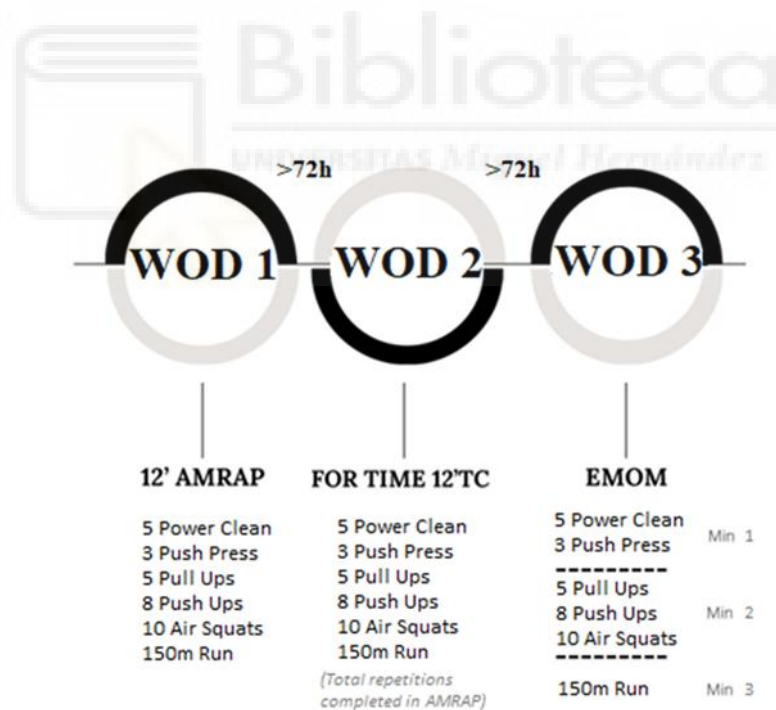 Biblioteca
UNIVERSITAS Miguel Hernández
>72h
>72h
WOD 1
WOD 2
WOD 3
12' AMRAP
5 Power Clean
3 Push Press
5 Pull Ups
8 Push Ups
10 Air Squats
150m Run
FOR TIME 12'TC
5 Power Clean
3 Push Press
5 Pull Ups
8 Push Ups
10 Air Squats
150m Run
(Total repetitions
completed in AMRAP)
EMOM
5 Power Clean
3 Push Press
Min 1
5 Pull Ups
8 Push Ups
10 Air Squats
Min 2
150m Run
Min 3